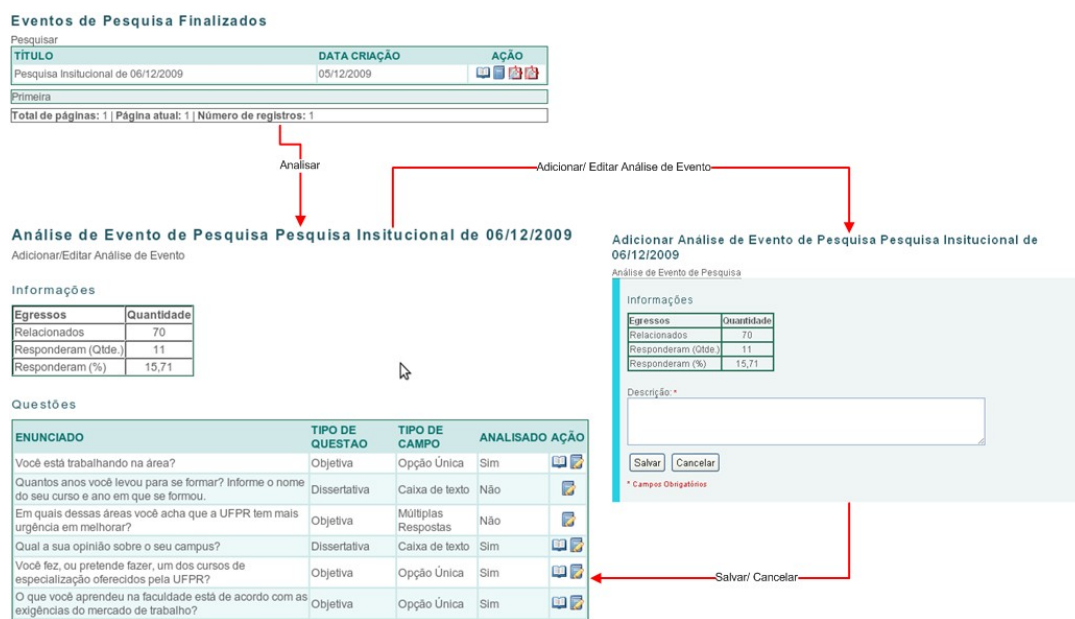 Eventos de Pesquisa Finalizados
Pesquisar
TÍTULO DATA CRIAÇÃO AÇÃO
Pesquisa Insitucional de 06/12/2009 05/12/2009
Primeira
Total de páginas: 1 | Página atual: 1 | Número de registros: 1
Analisar
Adicionar/ Editar Análise de Evento
Análise de Evento de Pesquisa Pesquisa Insitucional de 06/12/2009
Adicionar/Editar Análise de Evento
Informações
Egressos Quantidade
Relacionados 70
Responderam (Qtde.) 11
Responderam (%) 15,71
Questões
ENUNCIADO TIPO DE QUESTAO TIPO DE CAMPO ANALISADO AÇÃO
Você está trabalhando na área? Objetiva Opção Única Sim
Quantos anos você levou para se formar? Informe o nome
do seu curso e ano em que se formou. Dissertativa Caixa de texto Não
Em quais dessas áreas você acha que a UFPR tem mais
urgência em melhorar? Objetiva Múltiplas Respostas Não
Qual a sua opinião sobre o seu campus? Dissertativa Caixa de texto Sim
Você fez, ou pretende fazer, um dos cursos de
especialização oferecidos pela UFPR? Objetiva Opção Única Sim
O que você aprendeu na faculdade está de acordo com as
exigências do mercado de trabalho? Objetiva Opção Única Sim
Adicionar Análise de Evento de Pesquisa Pesquisa Insitucional de
06/12/2009
Análise de Evento de Pesquisa
Informações
Egressos Quantidade
Relacionados 70
Responderam (Qtde.) 11
Responderam (%) 15,71
Descrição: *
Salvar Cancelar
* Campos Obrigatórios
Salvar/ Cancelar